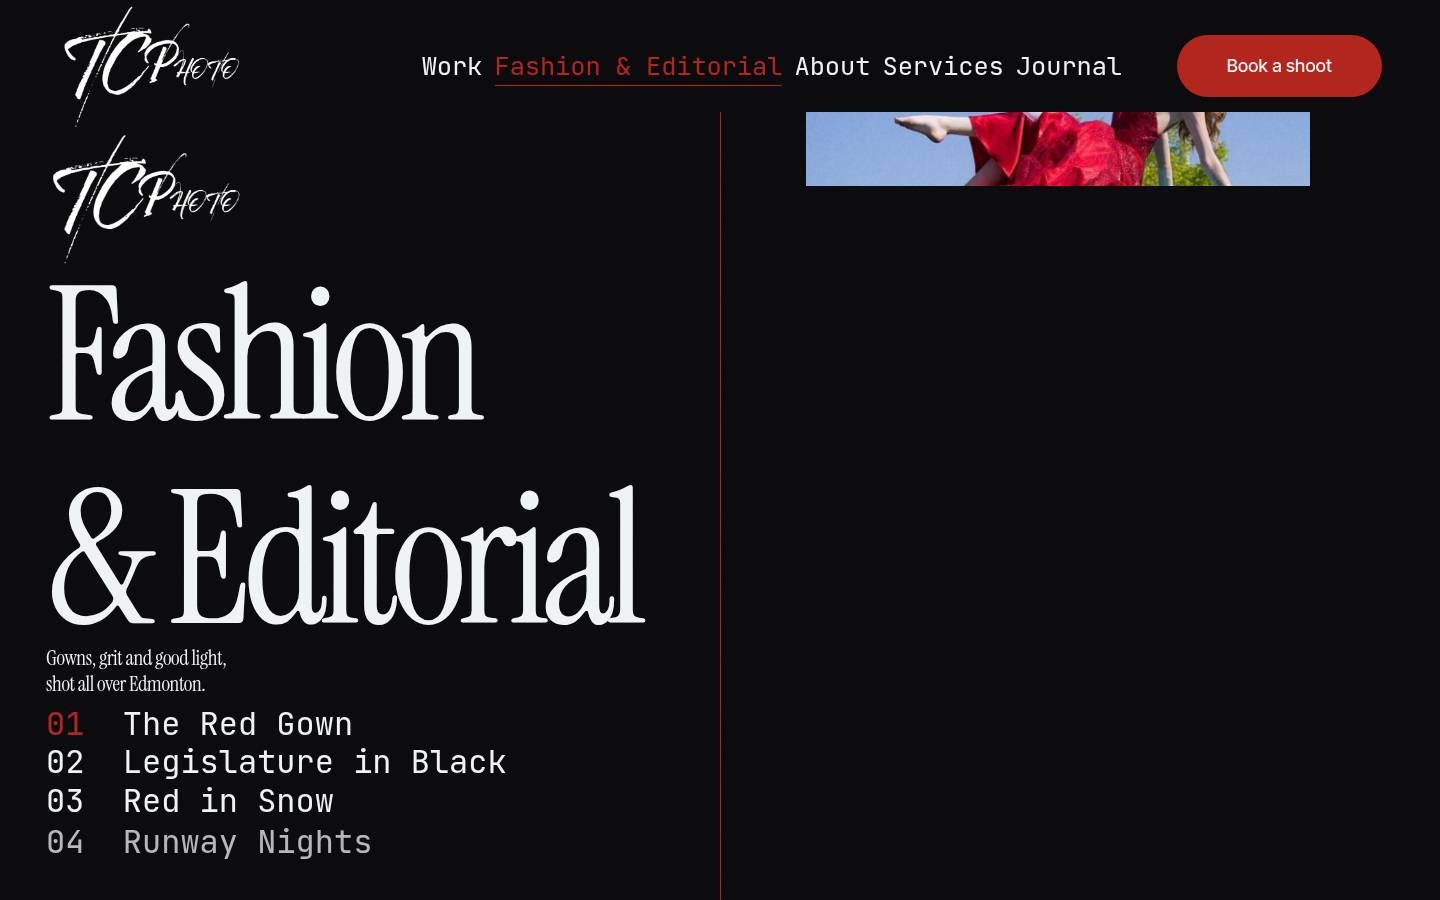 TCPhoto
Work Fashion & Editorial About Services Journal
Book a shoot
TCPhoto
Fashion
& Editorial
Gowns, grit and good light,
shot all over Edmonton.
01 The Red Gown
02 Legislature in Black
03 Red in Snow
04 Runway Nights